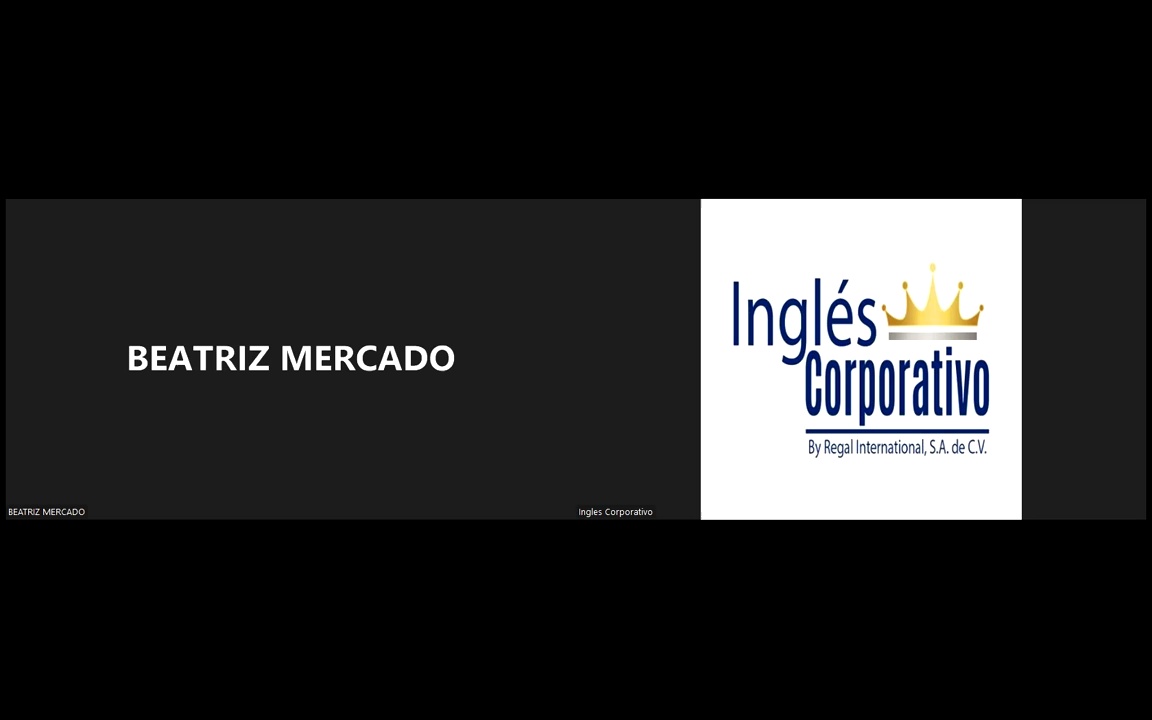 BEATRIZ MERCADO
BEATRIZ MERCADO
Inglés
Corporativo
By Regal International, S.A. de C.V.
Ingles Corporativo